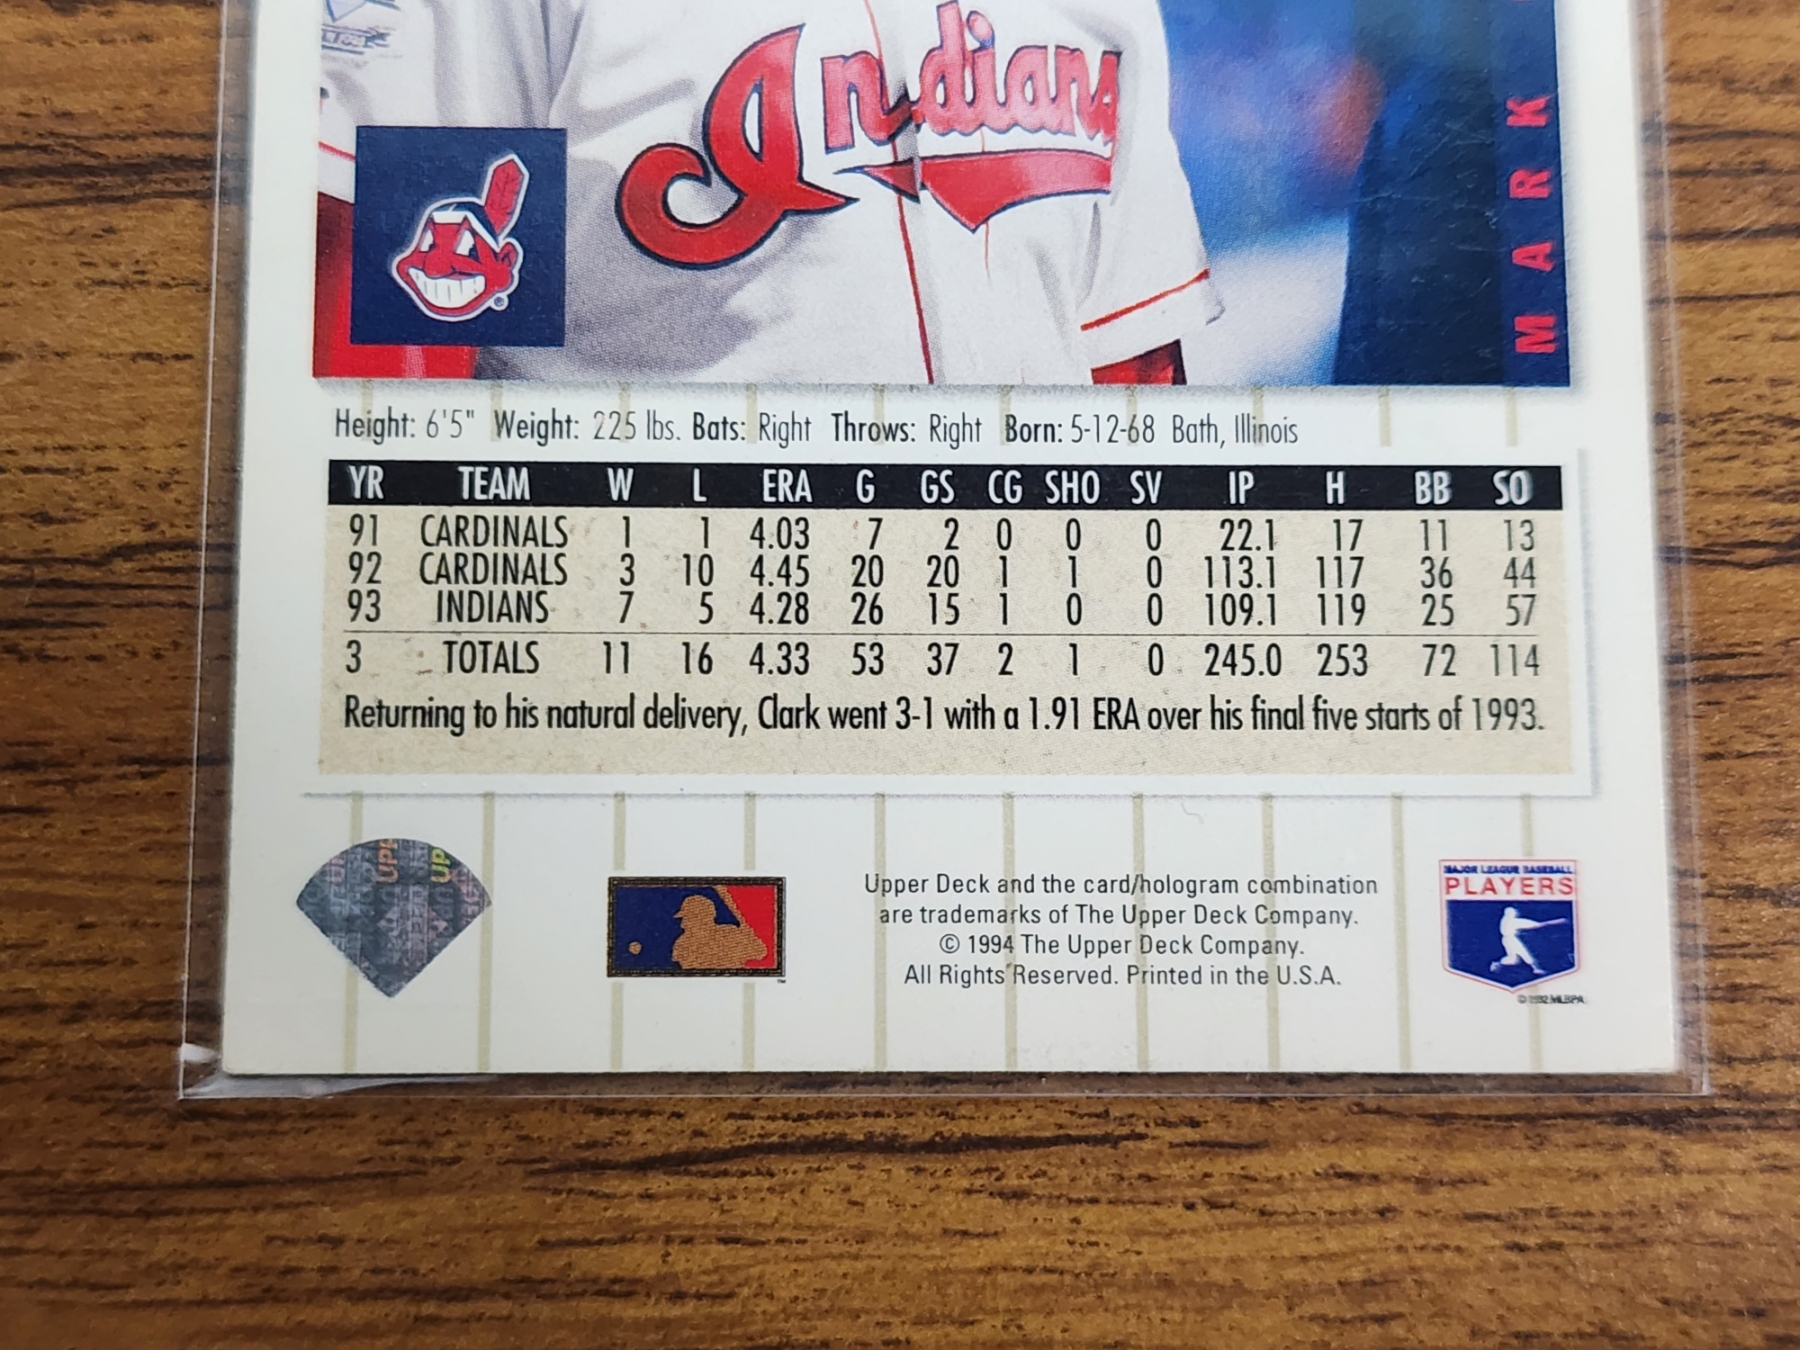 Indians
MARK
®
Height: 6'5" Weight: 225 lbs. Bats: Right Throws: Right Born: 5-12-68 Bath, Illinois
YR TEAM W L ERA G GS CG SHO SV IP H BB SO
91 CARDINALS 1 1 4.03 7 2 0 0 0 22.1 17 11 13
92 CARDINALS 3 10 4.45 20 20 1 1 0 113.1 117 36 44
93 INDIANS 7 5 4.28 26 15 1 0 0 109.1 119 25 57
3 TOTALS 11 16 4.33 53 37 2 1 0 245.0 253 72 114
Returning to his natural delivery, Clark went 3-1 with a 1.91 ERA over his final five starts of 1993.
Upper Deck and the card/hologram combination
are trademarks of The Upper Deck Company.
© 1994 The Upper Deck Company.
All Rights Reserved. Printed in the U.S.A.
MAJOR LEAGUE BASEBALL
PLAYERS
© 1992 MLBPA